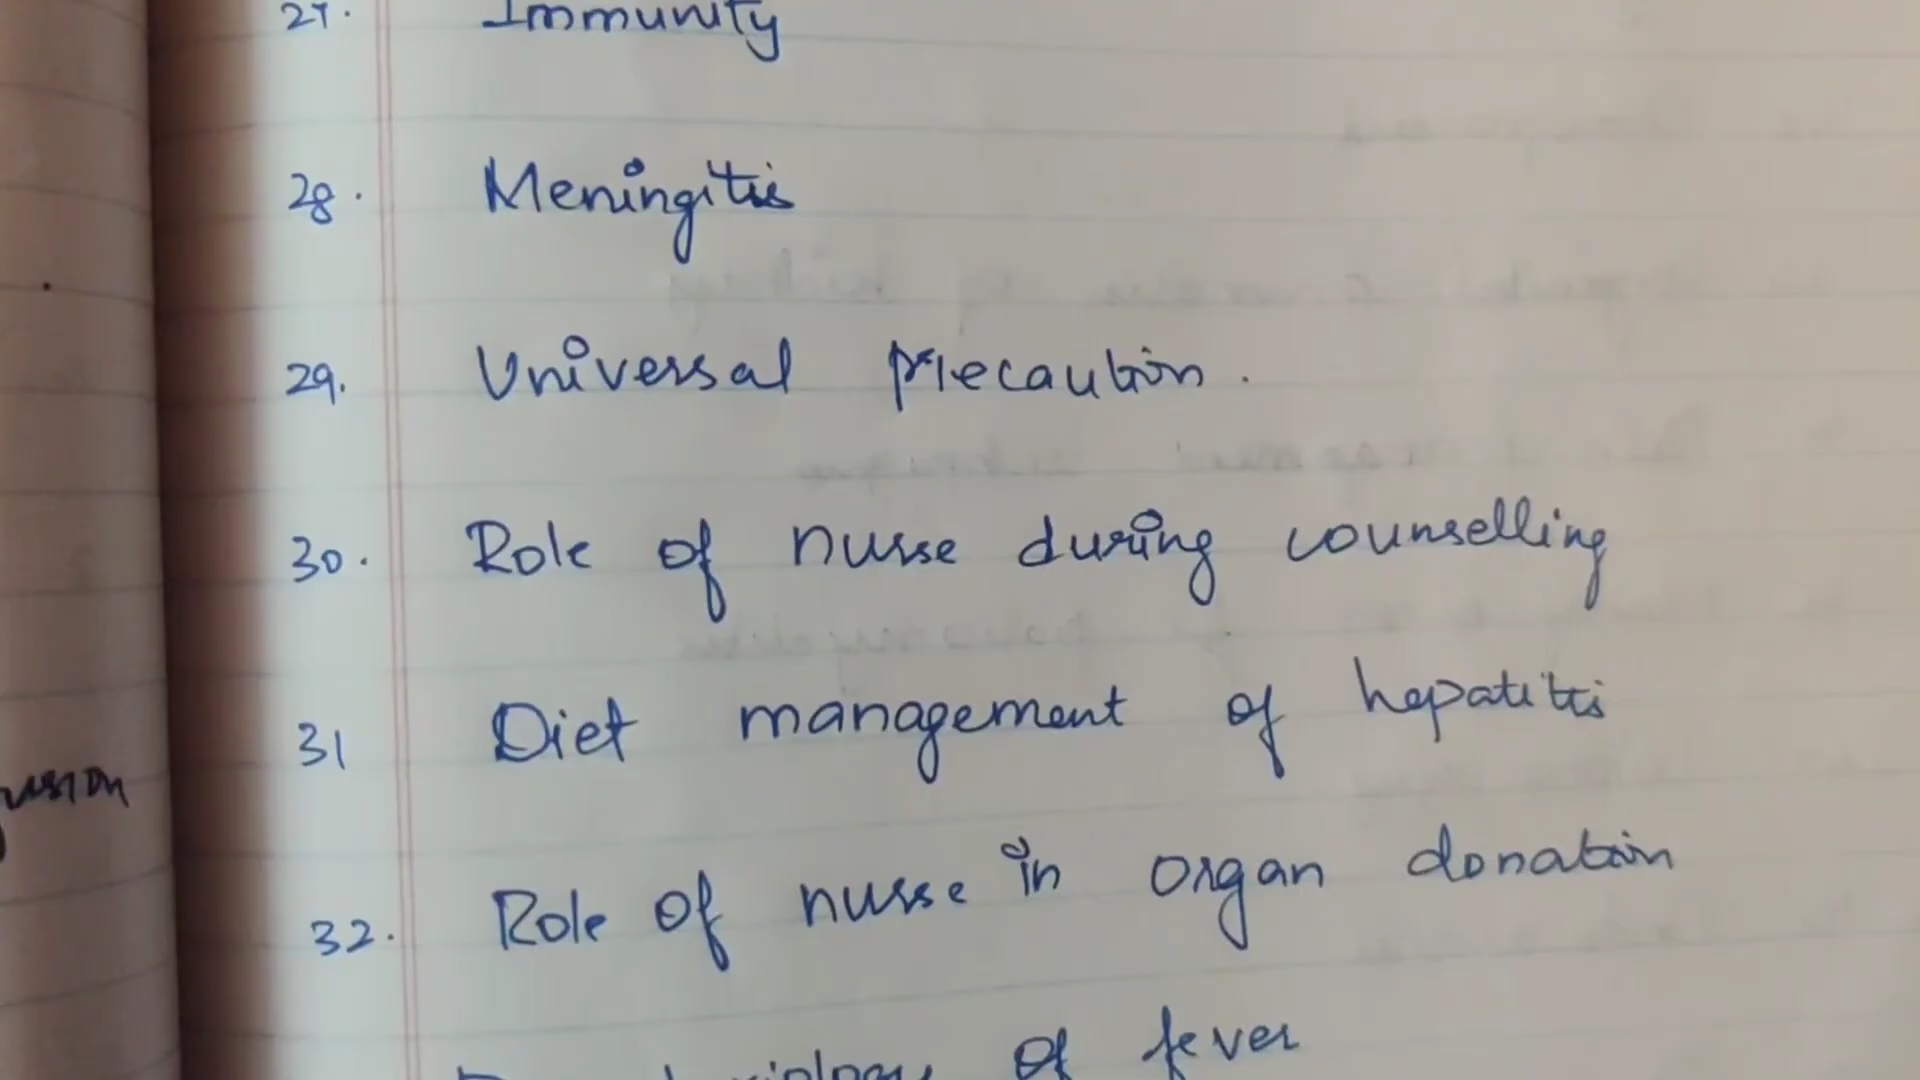 27. Immunity
28. Meningitis
29. Universal precaution.
30. Role of nurse during counselling
31 Diet management of hepatitis
32. Role of nurse in organ donation
of fever